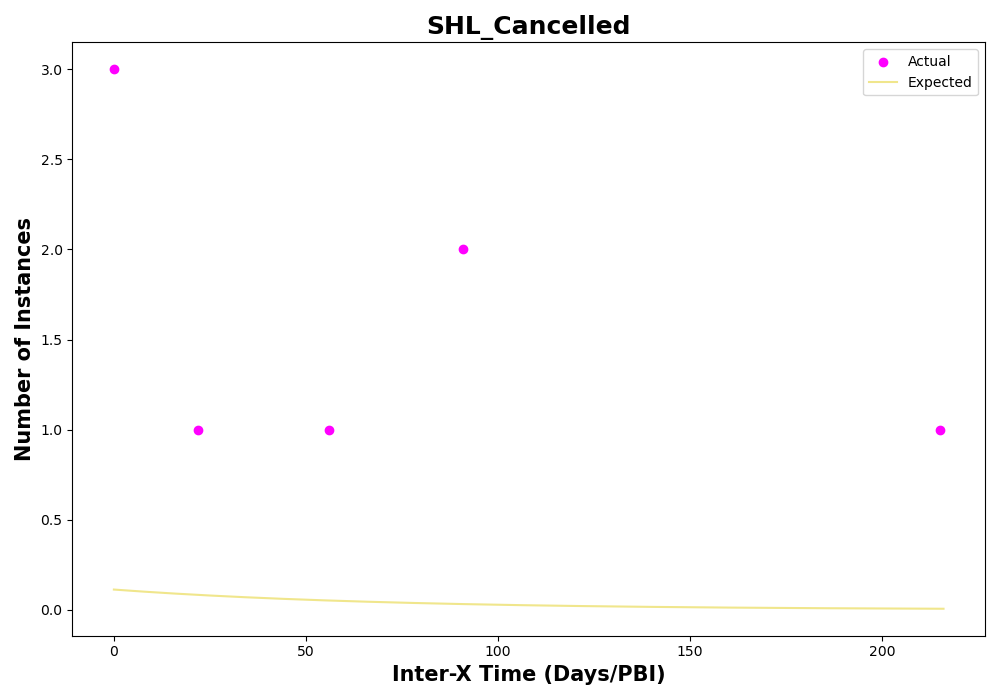 SHL_Cancelled
Actual
Expected
Number of Instances
3.0
2.5
2.0
1.5
1.0
0.5
0.0
0 50 100 150 200
Inter-X Time (Days/PBI)